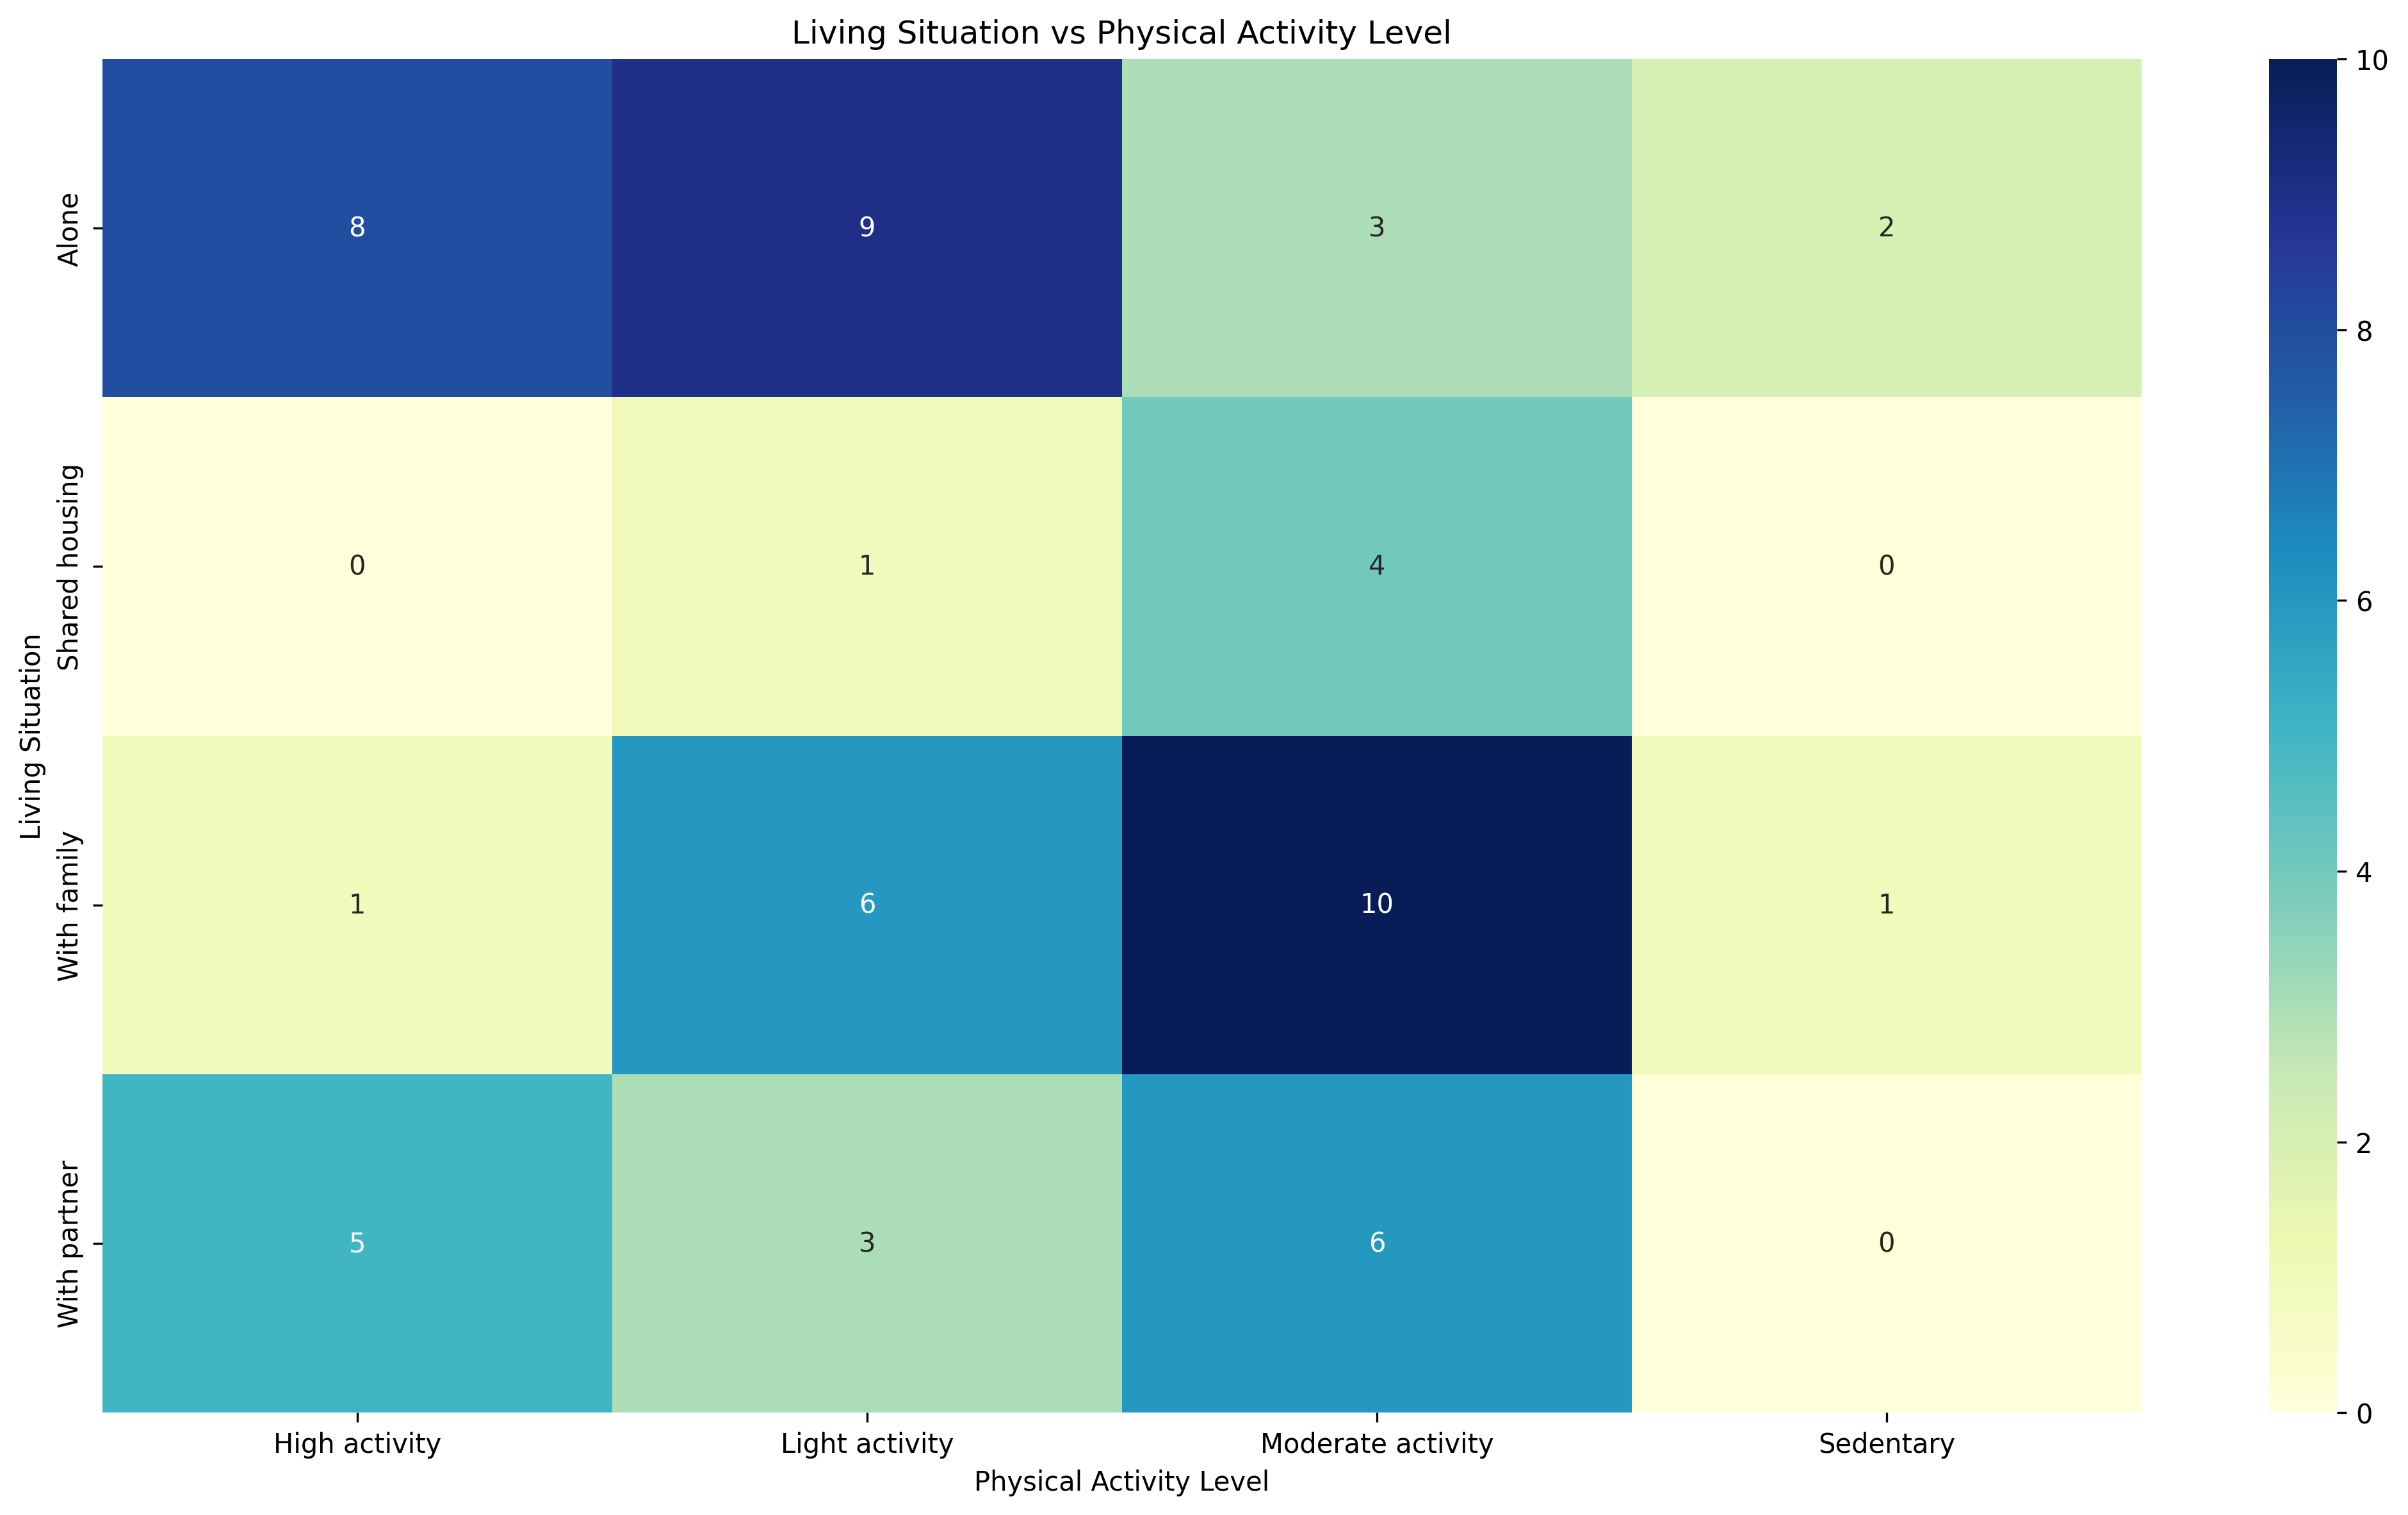 Living Situation vs Physical Activity Level
Living Situation
Alone
8
9
3
2
Shared housing
0
1
4
0
With family
1
6
10
1
With partner
5
3
6
0
High activity
Light activity
Moderate activity
Sedentary
Physical Activity Level
10
8
6
4
2
0